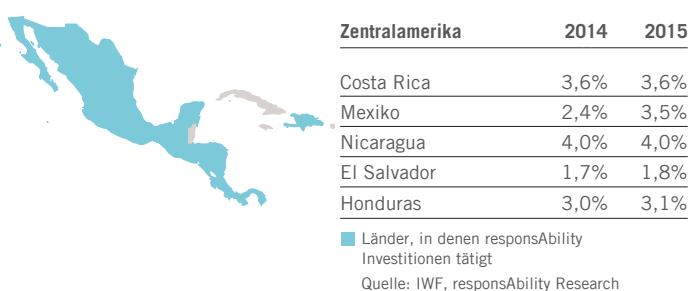 Zentralamerika 2014 2015
Costa Rica 3,6% 3,6%
Mexiko 2,4% 3,5%
Nicaragua 4,0% 4,0%
El Salvador 1,7% 1,8%
Honduras 3,0% 3,1%
Länder, in denen responsAbility
Investitionen tätigt
Quelle: IWF, responsAbility Research